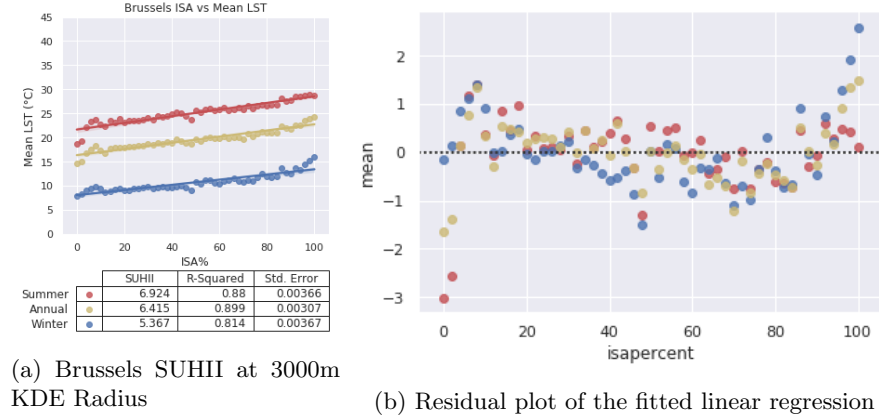 Brussels ISA vs Mean LST
45
40
35
30
25
20
15
10
5
0
Mean LST (°C)
0 20 40 60 80 100
ISA%
SUHII R-Squared Std. Error
Summer 6.924 0.88 0.00366
Annual 6.415 0.899 0.00307
Winter 5.367 0.814 0.00367
(a) Brussels SUHII at 3000m
KDE Radius
2
1
0
−1
−2
−3
mean
0 20 40 60 80 100
isapercent
(b) Residual plot of the fitted linear regression